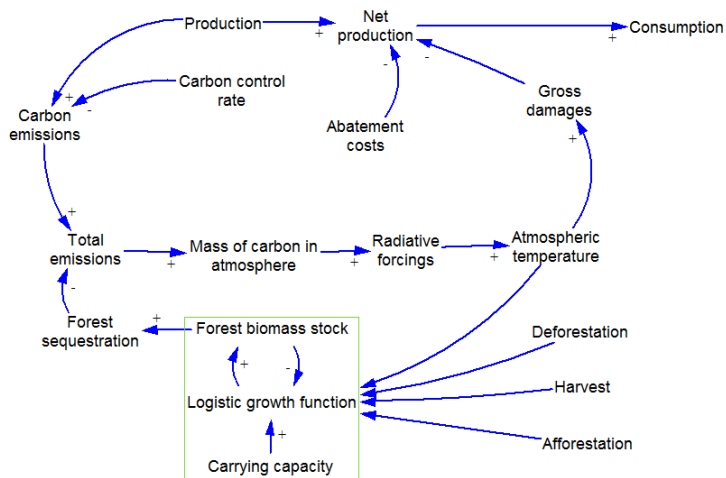 Production
+
Net
production
+
Consumption
-
-
Carbon control
rate
+
-
Carbon
emissions
Abatement
costs
Gross
damages
+
+
Total
emissions
+
Mass of carbon in
atmosphere
+
Radiative
forcings
+
Atmospheric
temperature
-
Forest
sequestration
+
Forest biomass stock
+
-
Logistic growth function
+
Carrying capacity
Deforestation
Harvest
Afforestation